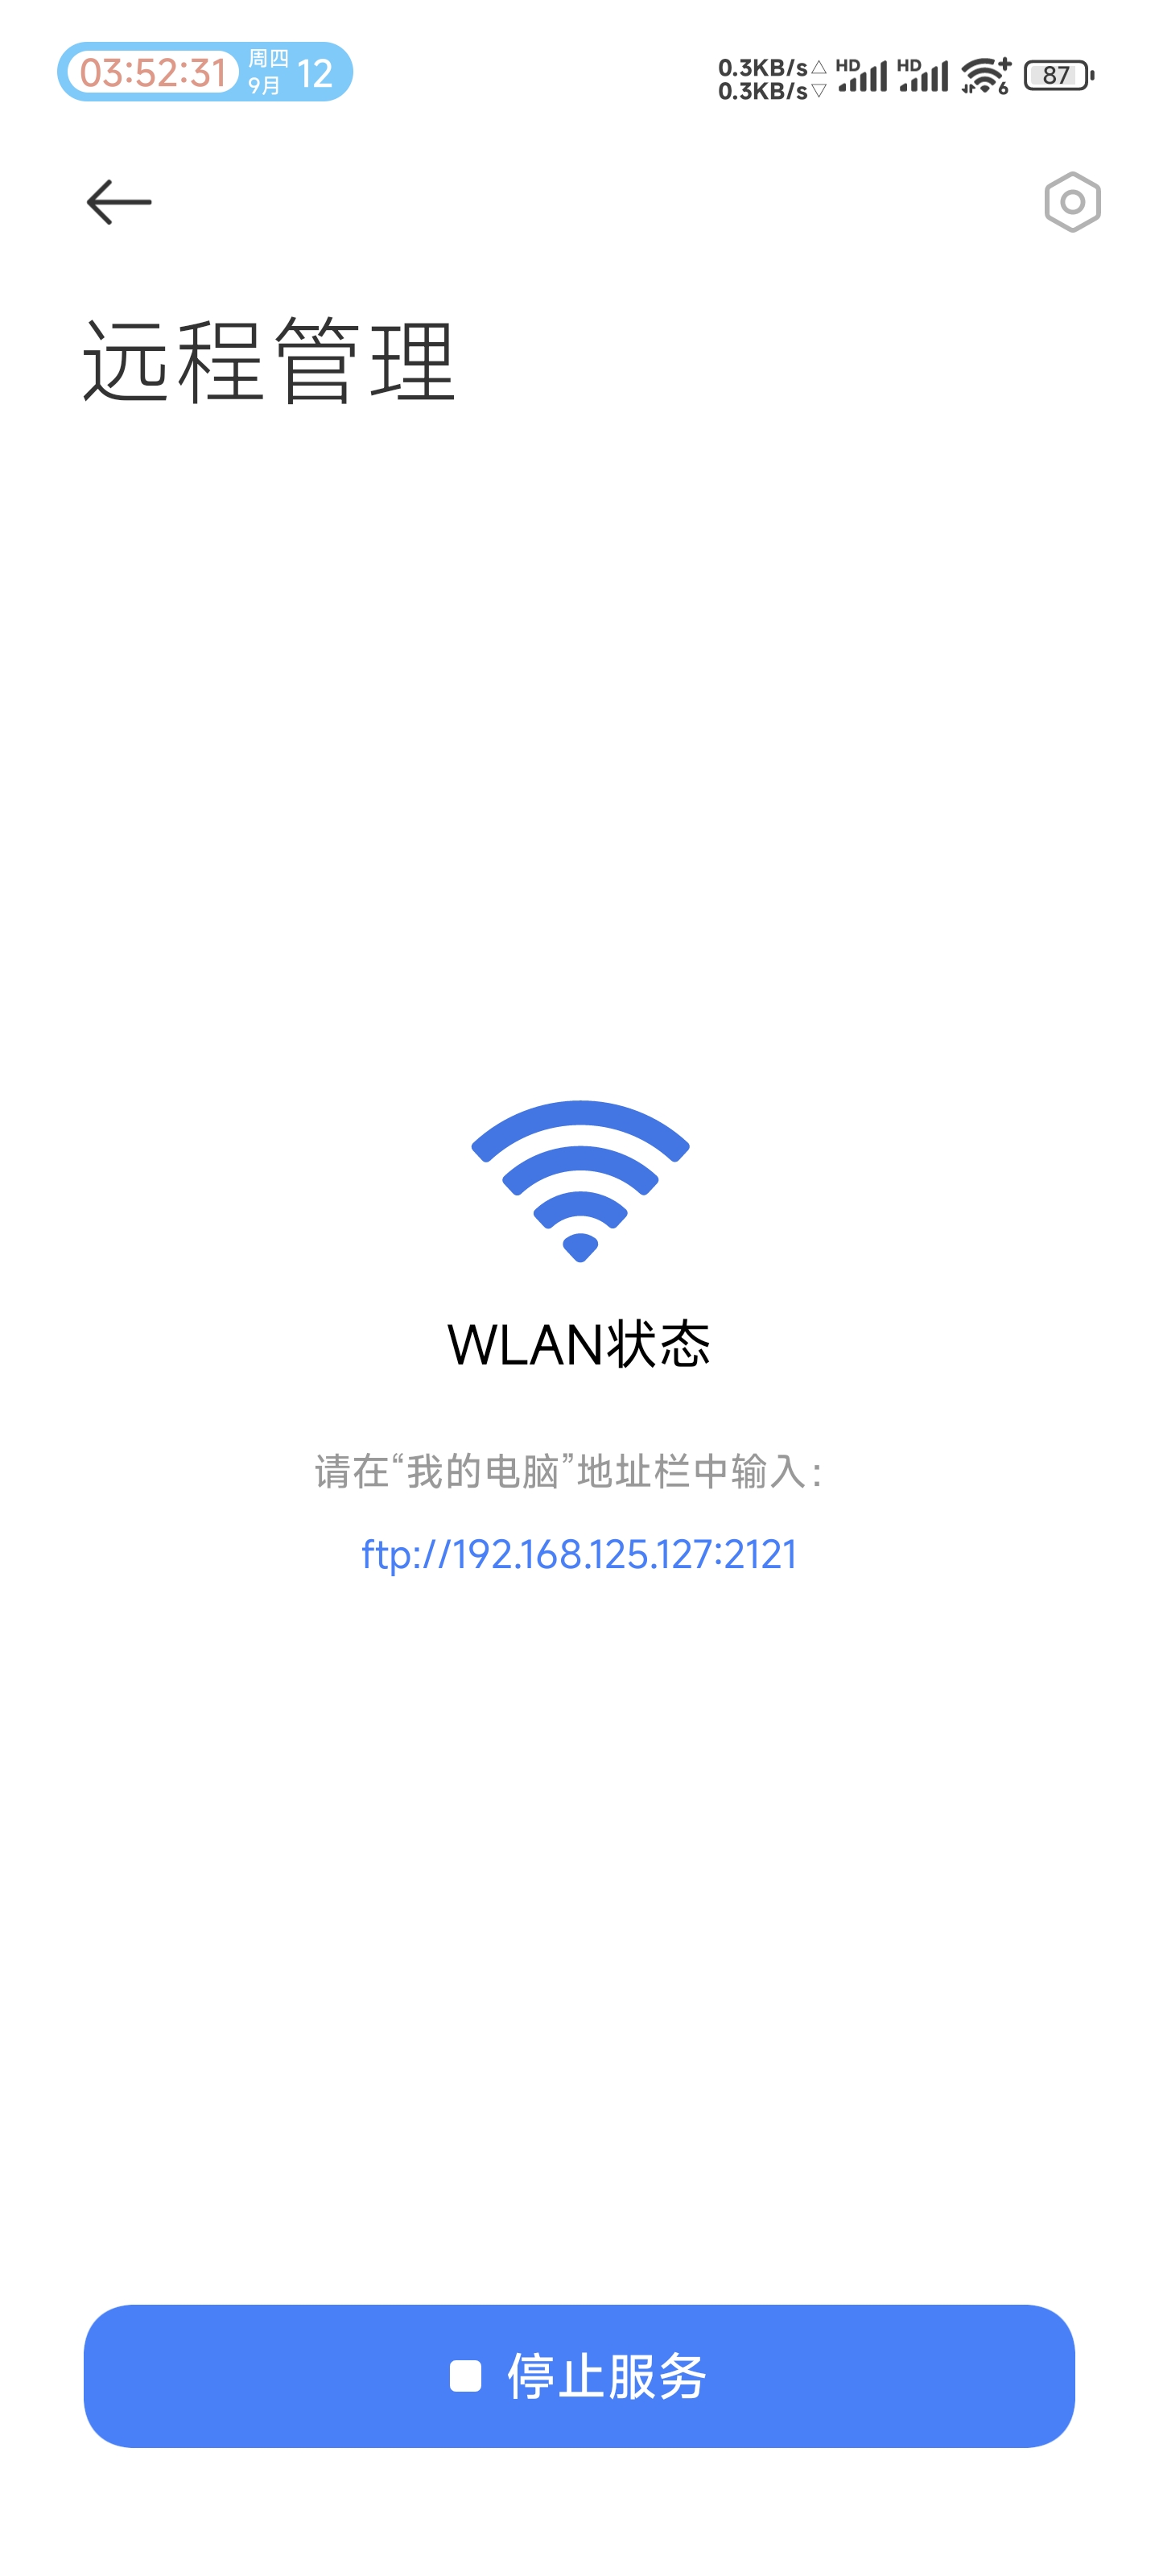 03:52:31 周四 9月 12 0.3KB/s△ 0.3KB/s▽ HD HD 6 87
远程管理
WLAN状态
请在“我的电脑”地址栏中输入：
ftp://192.168.125.127:2121
停止服务